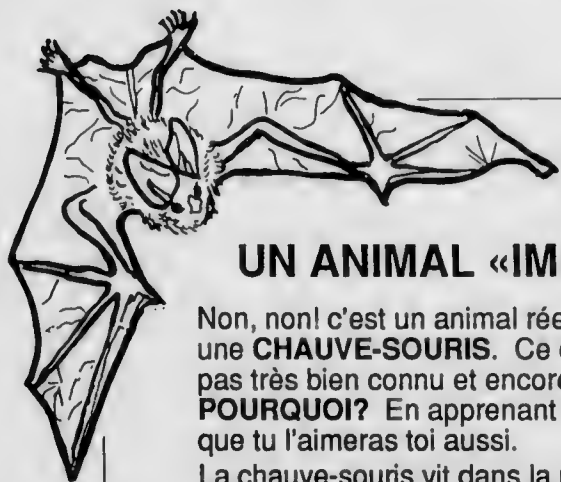 UN ANIMAL «IM
Non, non! c'est un animal rée
une CHAUVE-SOURIS. Ce
pas très bien connu et encor
POURQUOI? En apprenant
que tu l'aimeras toi aussi.
La chauve-souris vit dans la